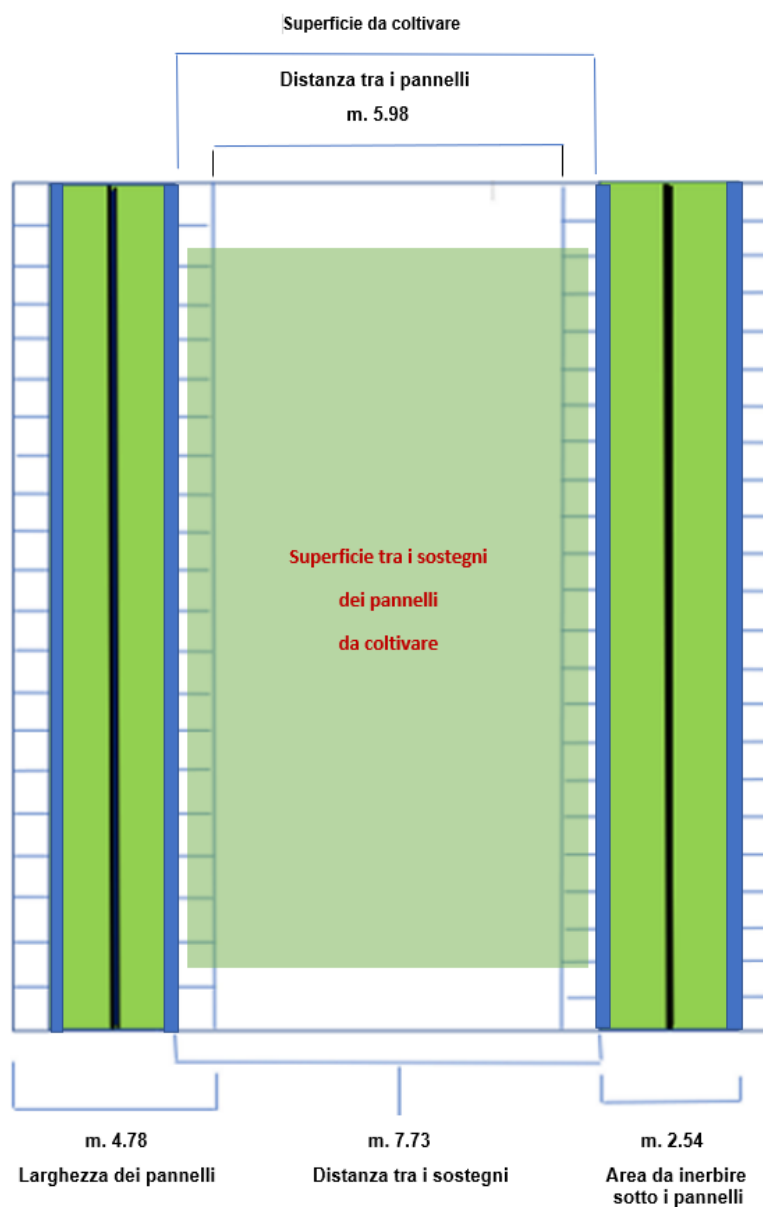 Superficie da coltivare
Distanza tra i pannelli
m. 5.98
Superficie tra i sostegni
dei pannelli
da coltivare
m. 4.78
Larghezza dei pannelli
m. 7.73
Distanza tra i sostegni
m. 2.54
Area da inerbire
sotto i pannelli